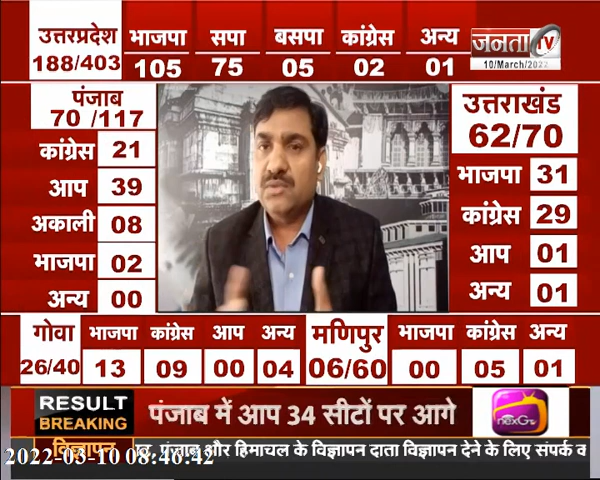 उत्तरप्रदेश भाजपा सपा बसपा कांग्रेस अन्य
188/403 105 75 05 02 01
जनता TV
10/March/2022
पंजाब
70 /117
कांग्रेस 21
आप 39
अकाली 08
भाजपा 02
अन्य 00
उत्तराखंड
62/70
भाजपा 31
कांग्रेस 29
आप 01
अन्य 01
गोवा भाजपा कांग्रेस आप अन्य मणिपुर भाजपा कांग्रेस अन्य
26/40 13 09 00 04 06/60 00 05 01
RESULT
BREAKING
पंजाब में आप 34 सीटों पर आगे
nexGTv
विज्ञापन
पंजाब और हिमाचल के विज्ञापन दाता विज्ञापन देने के लिए संपर्क क
2022-03-10 08:46:42